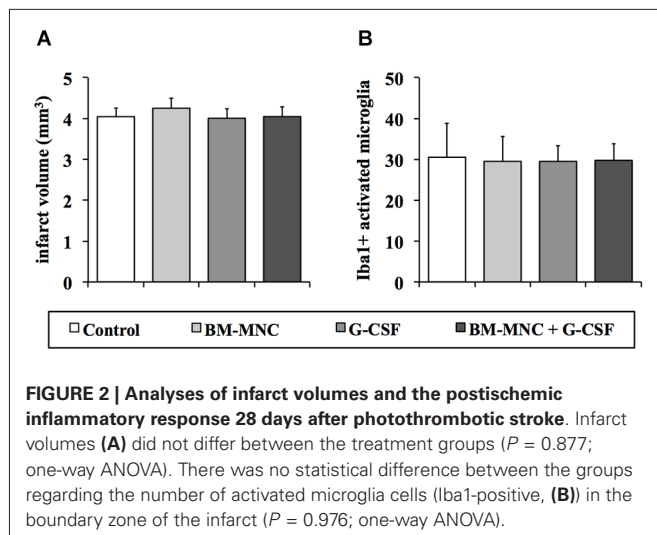 A
B
infarct volume (mm³)
5
4
3
2
1
0
Iba1+ activated microglia
50
40
30
20
10
0
Control BM-MNC G-CSF BM-MNC + G-CSF
FIGURE 2 | Analyses of infarct volumes and the postischemic
inflammatory response 28 days after photothrombotic stroke. Infarct
volumes (A) did not differ between the treatment groups (P = 0.877;
one-way ANOVA). There was no statistical difference between the groups
regarding the number of activated microglia cells (Iba1-positive, (B)) in the
boundary zone of the infarct (P = 0.976; one-way ANOVA).